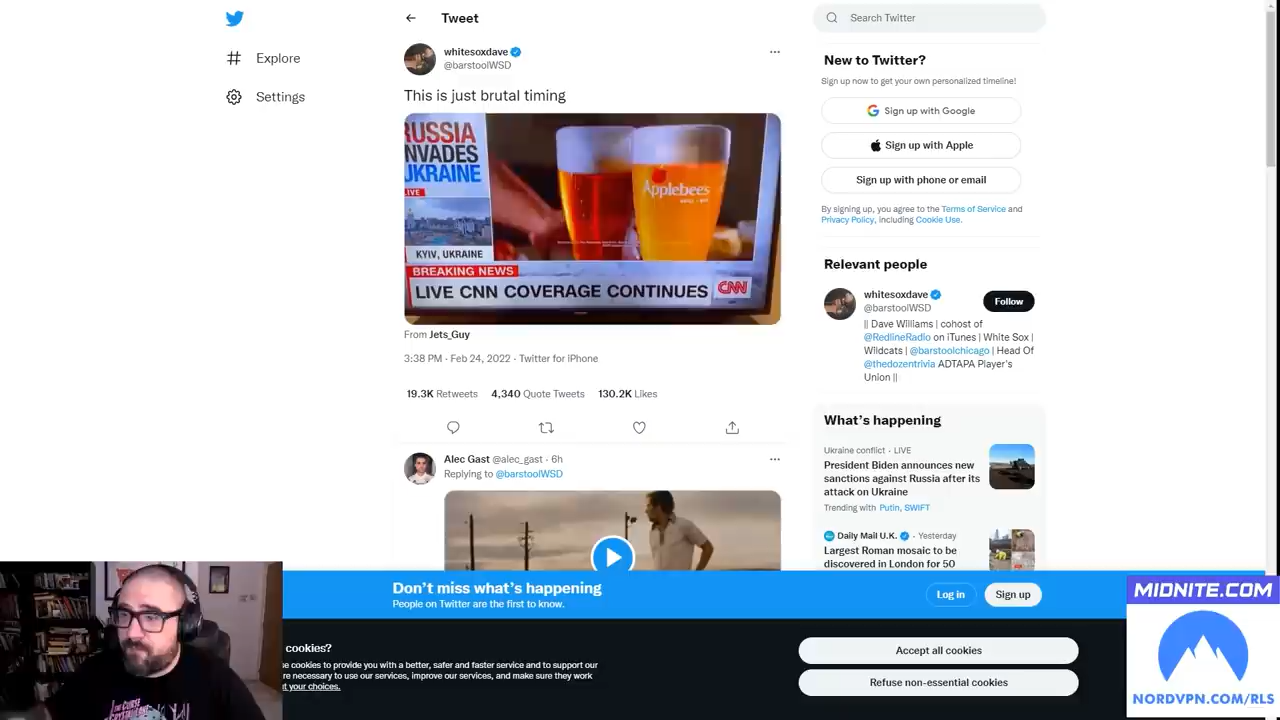 Explore
Settings
Tweet
whitesoxdave
@barstoolWSD
This is just brutal timing
RUSSIA
INVADES
UKRAINE
LIVE
KYIV, UKRAINE
Applebees
BREAKING NEWS
LIVE CNN COVERAGE CONTINUES
CNN
From Jets_Guy
3:38 PM · Feb 24, 2022 · Twitter for iPhone
19.3K Retweets 4,340 Quote Tweets 130.2K Likes
Alec Gast @alec_gast · 6h
Replying to @barstoolWSD
Search Twitter
New to Twitter?
Sign up now to get your own personalized timeline!
Sign up with Google
Sign up with Apple
Sign up with phone or email
By signing up, you agree to the Terms of Service and
Privacy Policy, including Cookie Use.
Relevant people
whitesoxdave
@barstoolWSD
Follow
|| Dave Williams | cohost of
@RedlineRadio on iTunes | White Sox |
Wildcats | @barstoolchicago | Head Of
@thedozentrivia ADTAPA Player's
Union ||
What's happening
Ukraine conflict · LIVE
President Biden announces new
sanctions against Russia after its
attack on Ukraine
Trending with Putin, SWIFT
Daily Mail U.K. · Yesterday
Largest Roman mosaic to be
discovered in London for 50
Don't miss what's happening
People on Twitter are the first to know.
Log in
Sign up
cookies?
cookies to provide you with a better, safer and faster service and to support our
are necessary to use our services, improve our services, and make sure they work
your choices.
Accept all cookies
Refuse non-essential cookies
MIDNITE.COM
NORDVPN.COM/RLS